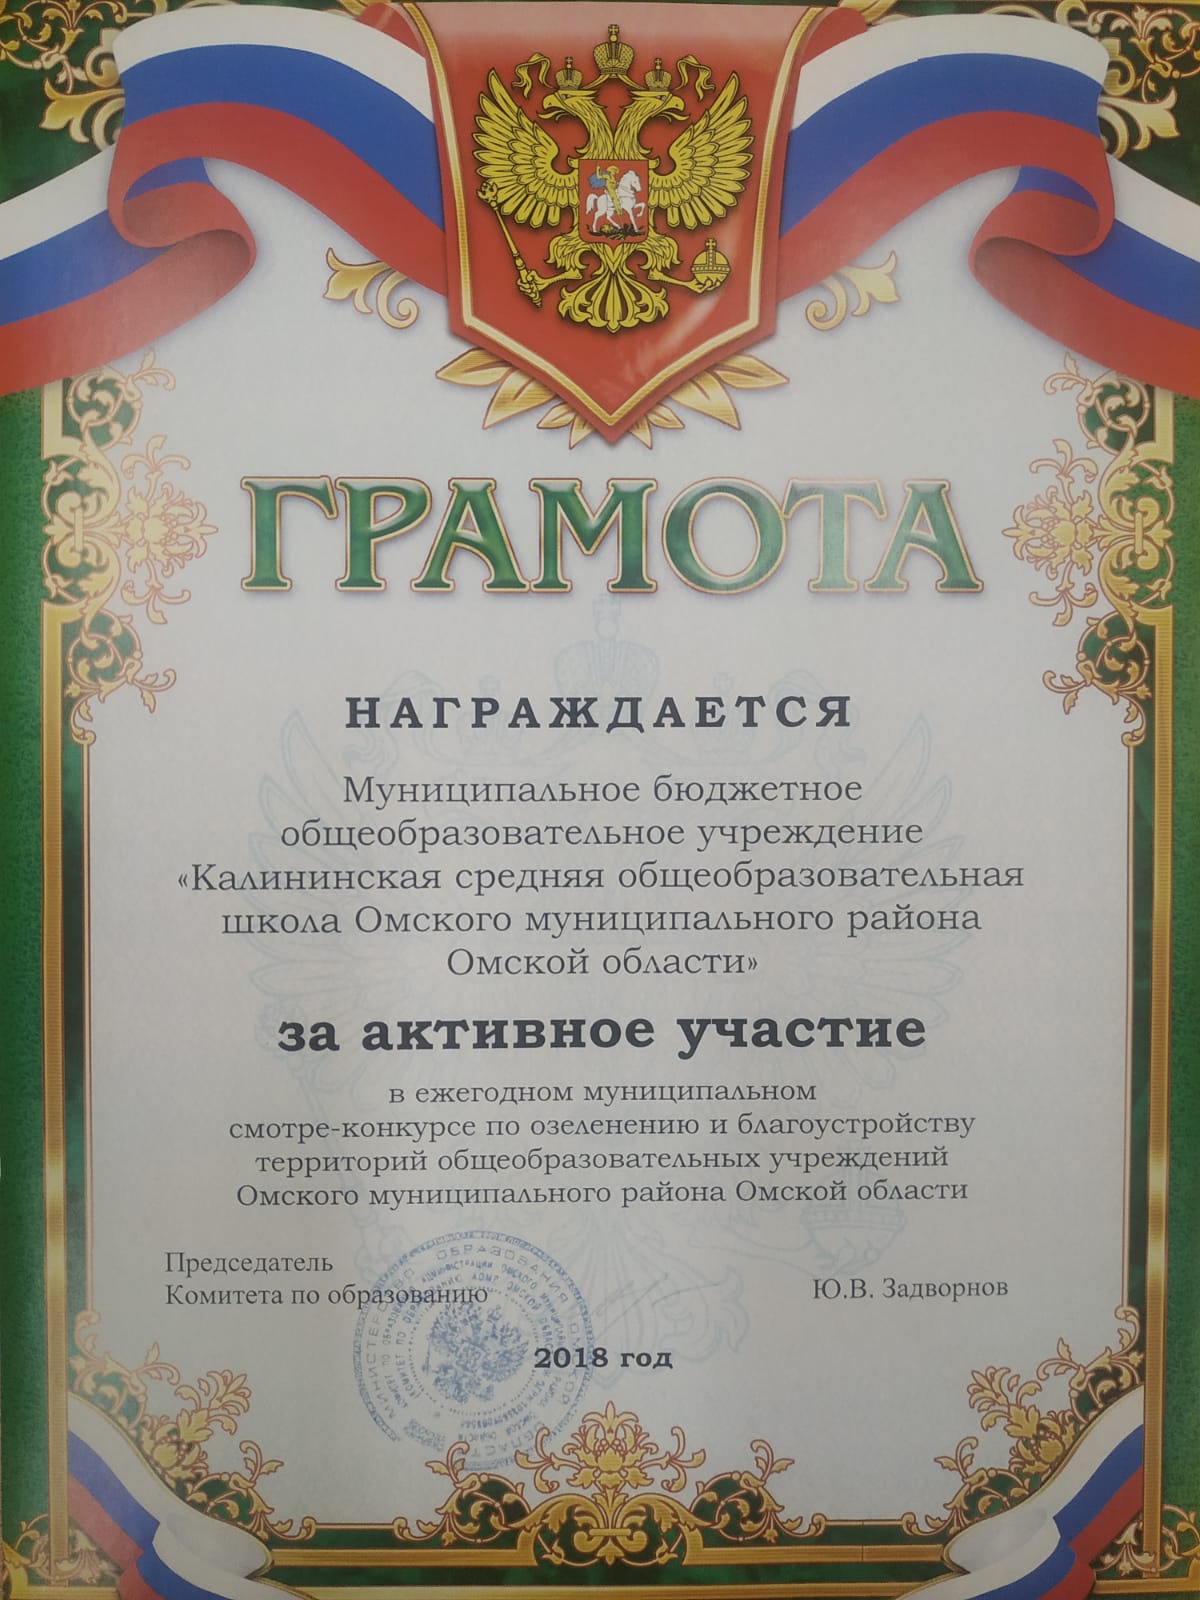 ГРАМОТА
НАГРАЖДАЕТСЯ
Муниципальное бюджетное
общеобразовательное учреждение
«Калининская средняя общеобразовательная
школа Омского муниципального района
Омской области»
за активное участие
в ежегодном муниципальном
смотре-конкурсе по озеленению и благоустройству
территорий общеобразовательных учреждений
Омского муниципального района Омской области
Председатель
Комитета по образованию
Ю.В. Задворнов
2018 год